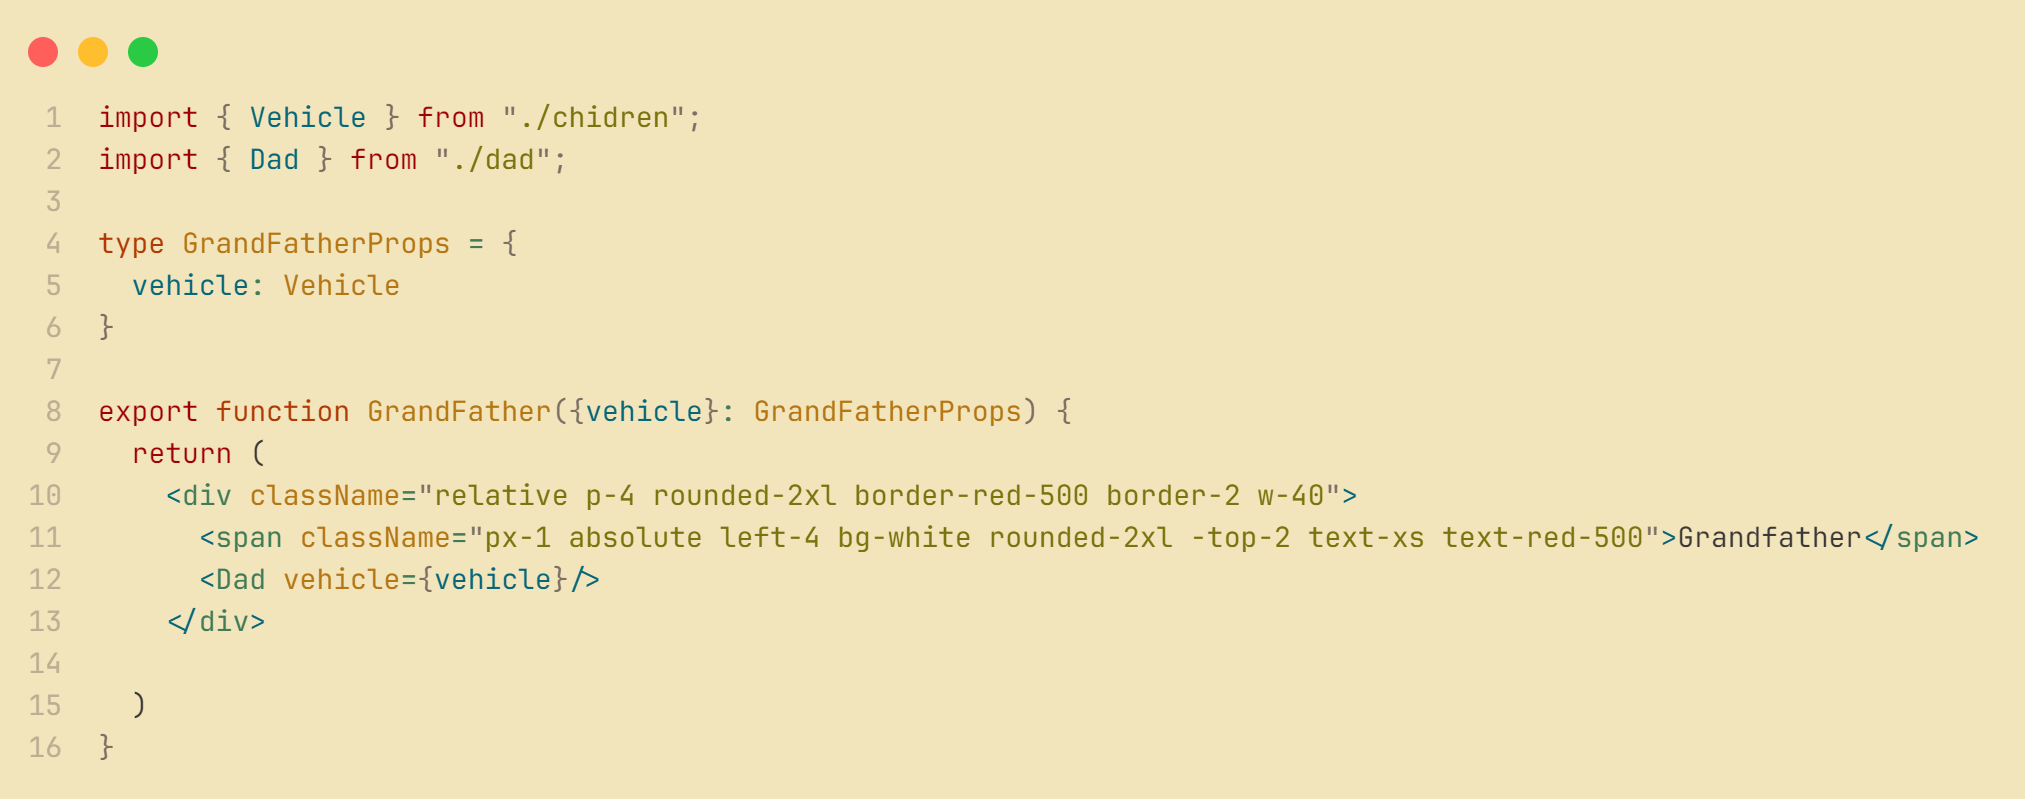 1 import { Vehicle } from "./chidren";
2 import { Dad } from "./dad";
3
4 type GrandFatherProps = {
5   vehicle: Vehicle
6 }
7
8 export function GrandFather({vehicle}: GrandFatherProps) {
9   return (
10     <div className="relative p-4 rounded-2xl border-red-500 border-2 w-40">
11       <span className="px-1 absolute left-4 bg-white rounded-2xl -top-2 text-xs text-red-500">Grandfather</span>
12       <Dad vehicle={vehicle}/>
13     </div>
14
15   )
16 }